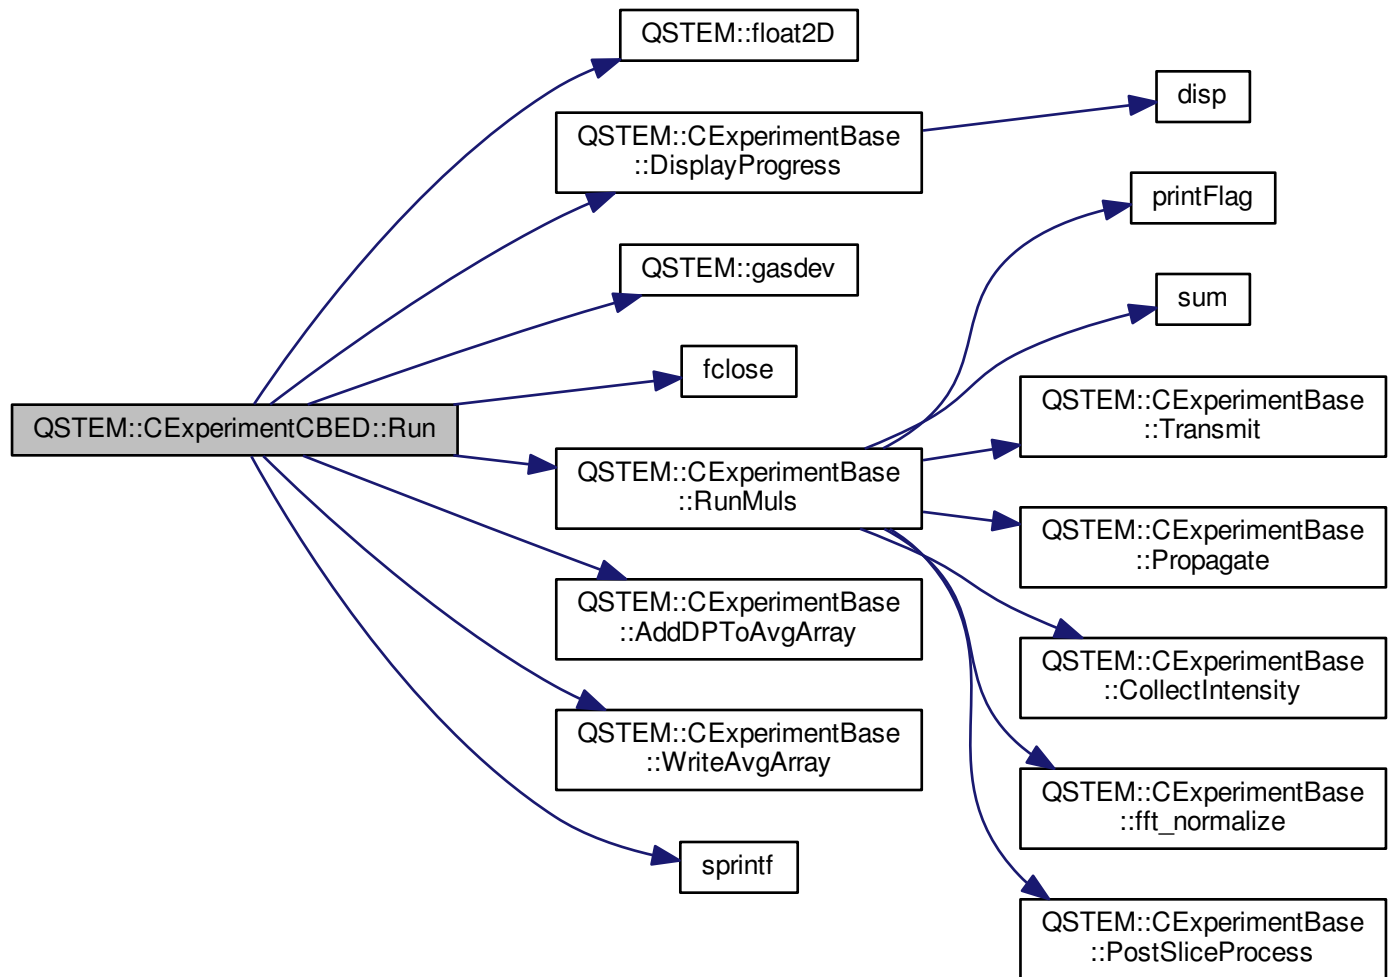 QSTEM::CExperimentCBED::Run
QSTEM::float2D
QSTEM::CExperimentBase
::DisplayProgress
QSTEM::gasdev
fclose
QSTEM::CExperimentBase
::RunMuls
QSTEM::CExperimentBase
::AddDPToAvgArray
QSTEM::CExperimentBase
::WriteAvgArray
sprintf
disp
printFlag
sum
QSTEM::CExperimentBase
::Transmit
QSTEM::CExperimentBase
::Propagate
QSTEM::CExperimentBase
::CollectIntensity
QSTEM::CExperimentBase
::fft_normalize
QSTEM::CExperimentBase
::PostSliceProcess